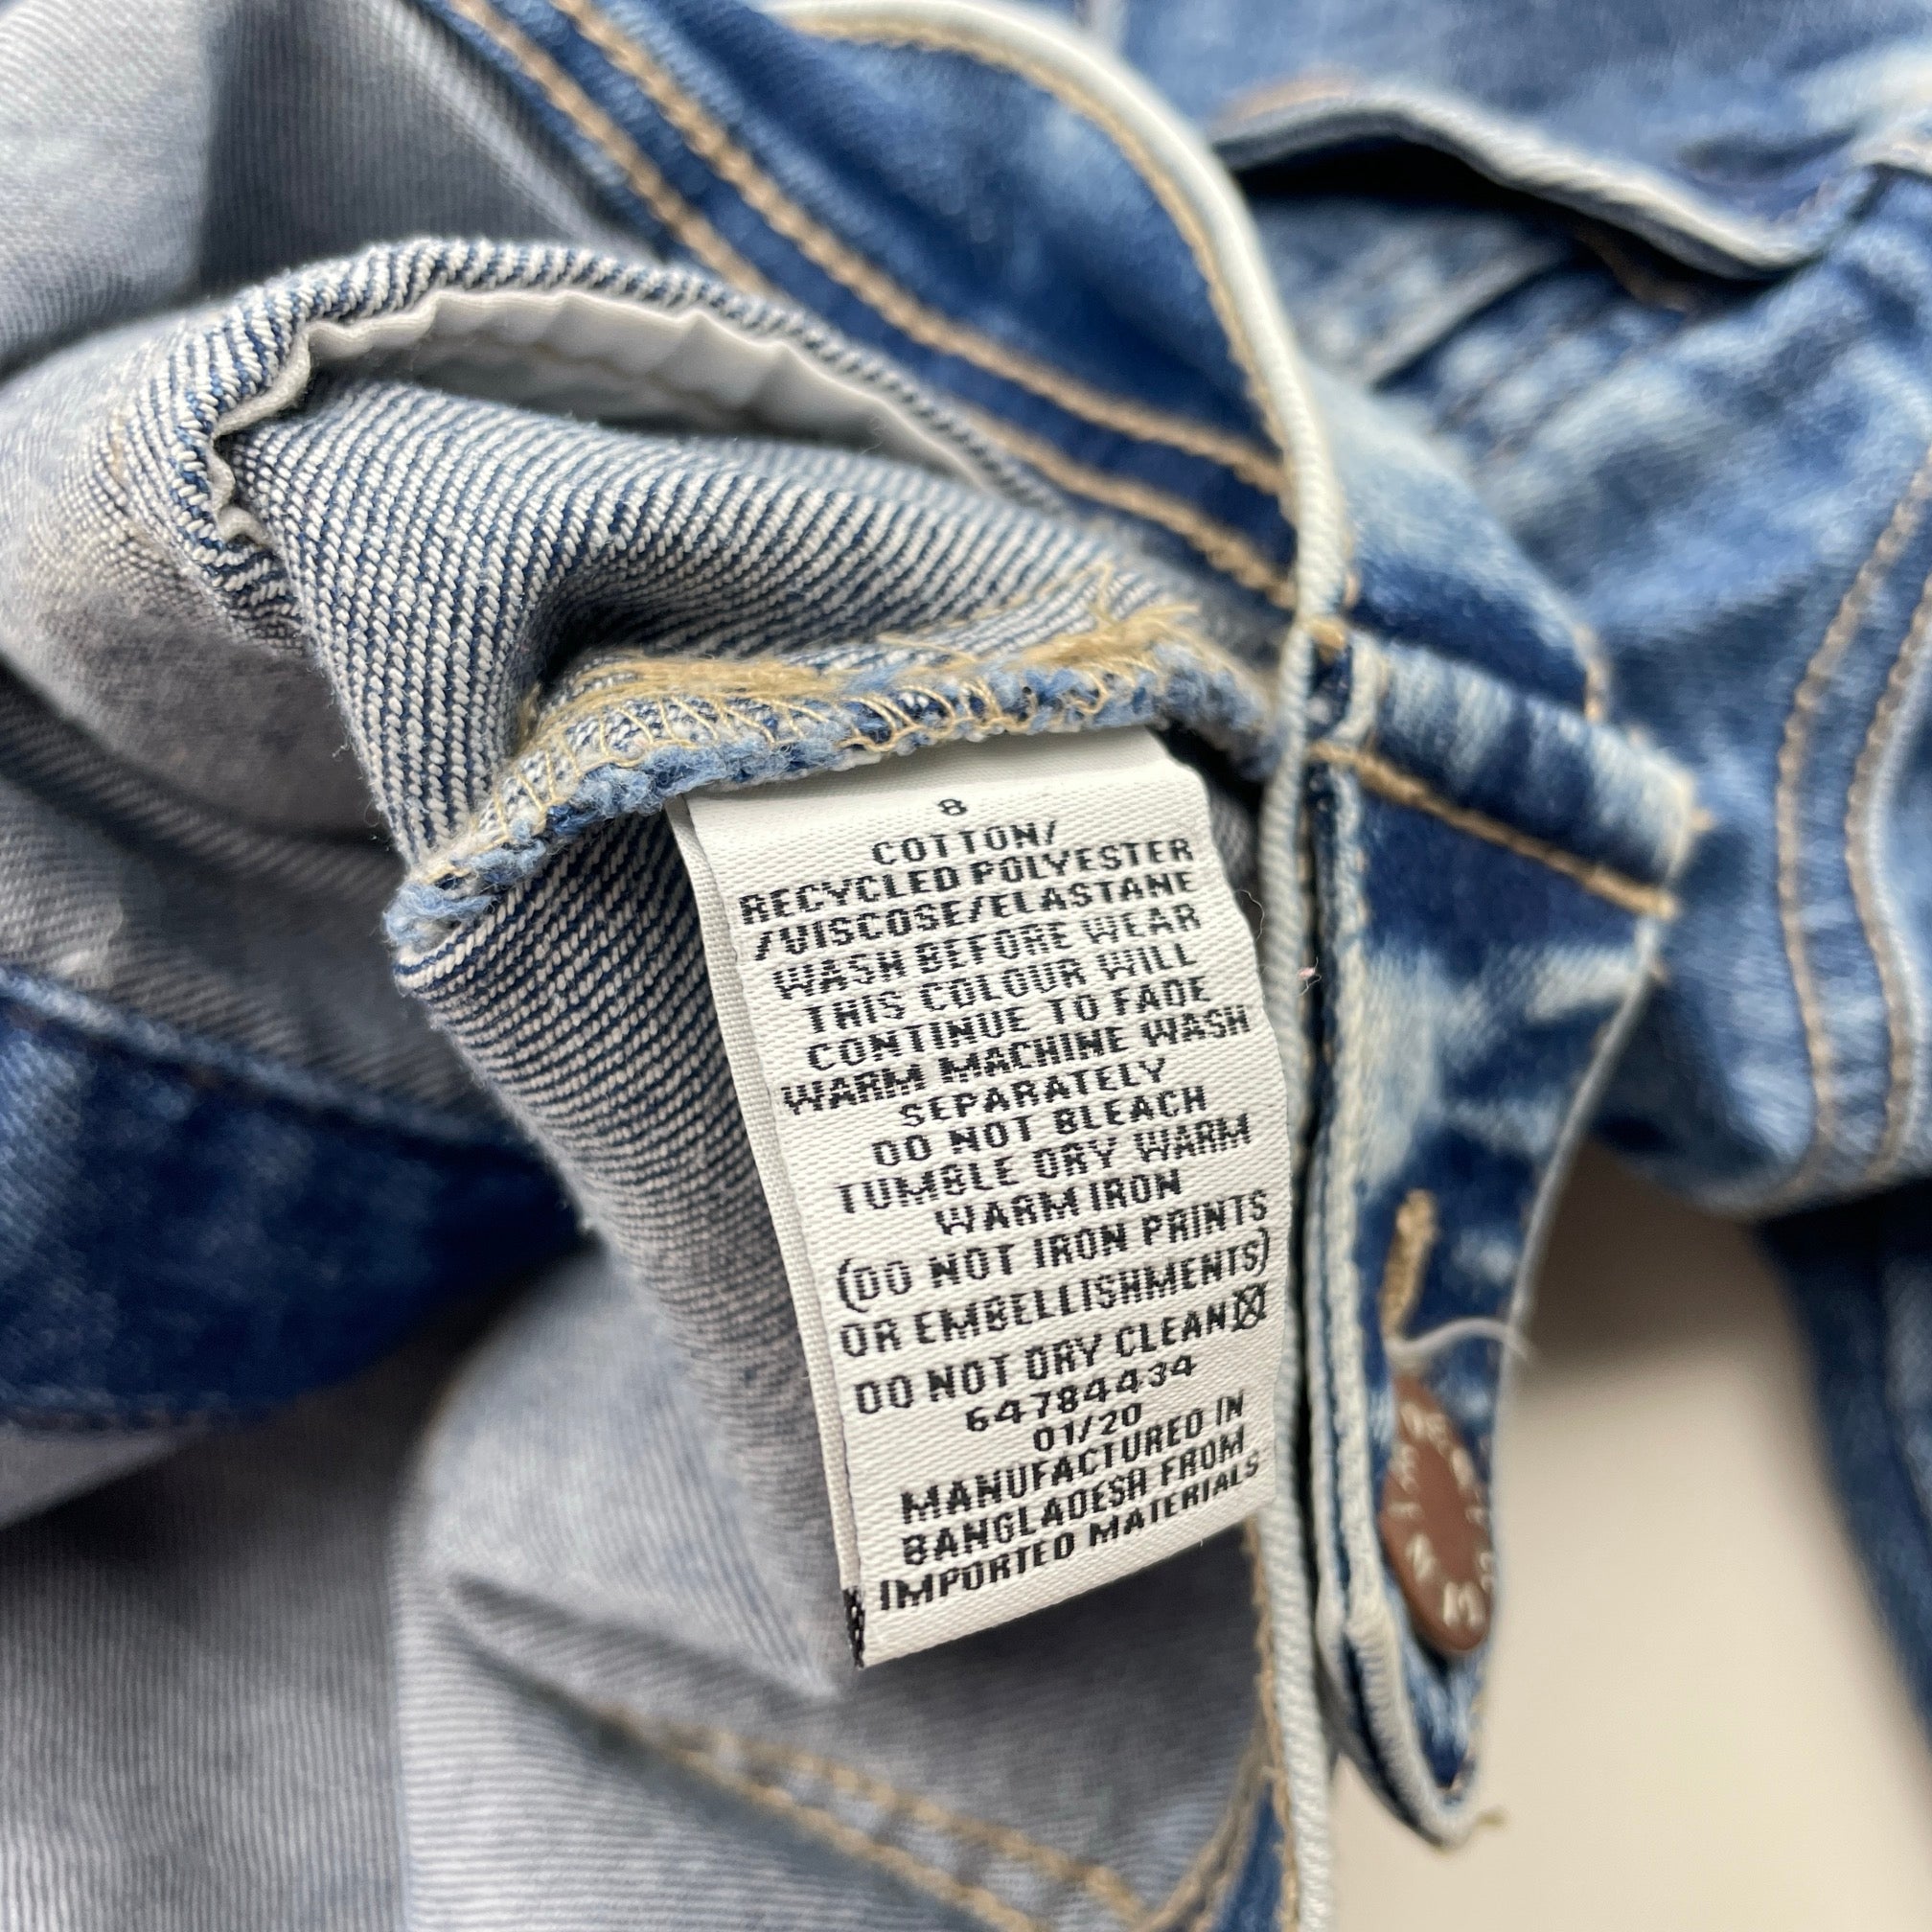 8
COTTON/
RECYCLED POLYESTER
/VISCOSE/ELASTANE
WASH BEFORE WEAR
THIS COLOUR WILL
CONTINUE TO FADE
WARM MACHINE WASH
SEPARATELY
DO NOT BLEACH
TUMBLE DRY WARM
WARM IRON
(DO NOT IRON PRINTS
OR EMBELLISHMENTS)
DO NOT DRY CLEAN
64784434
01/20
MANUFACTURED IN
BANGLADESH FROM
IMPORTED MATERIALS